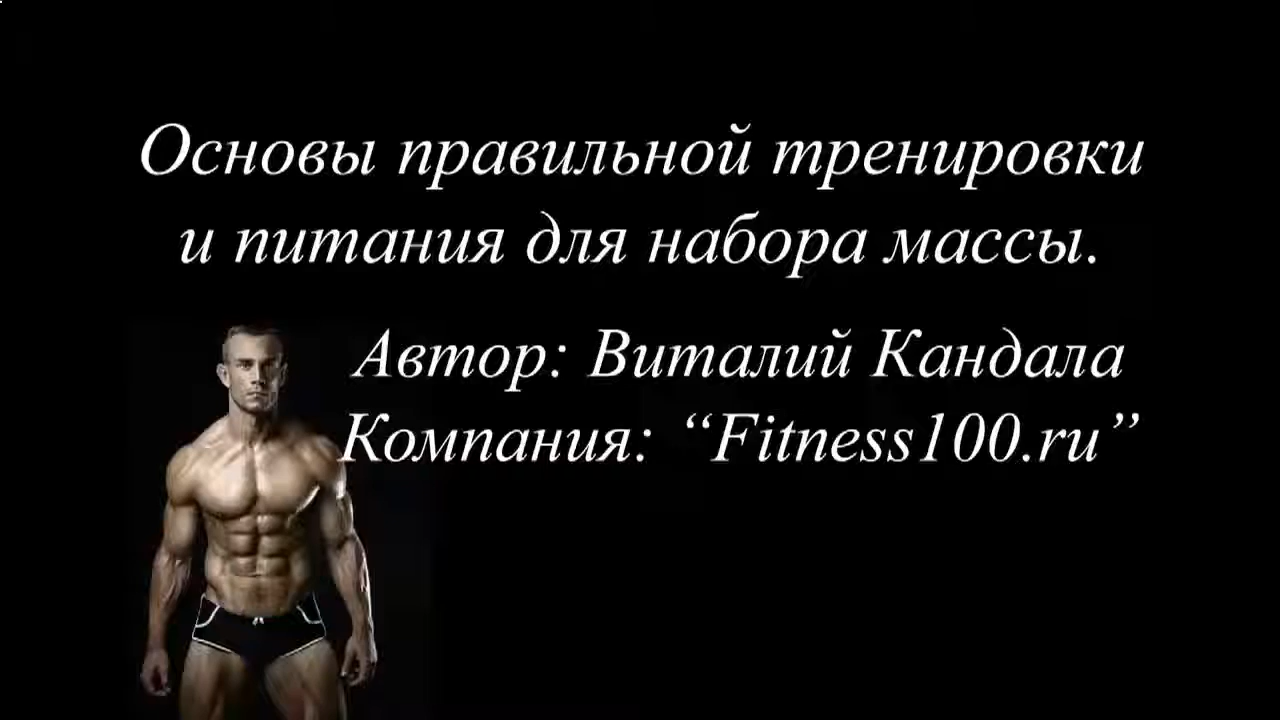 Основы правильной тренировки
и питания для набора массы.
Автор: Виталий Кандала
Компания: “Fitness100.ru”